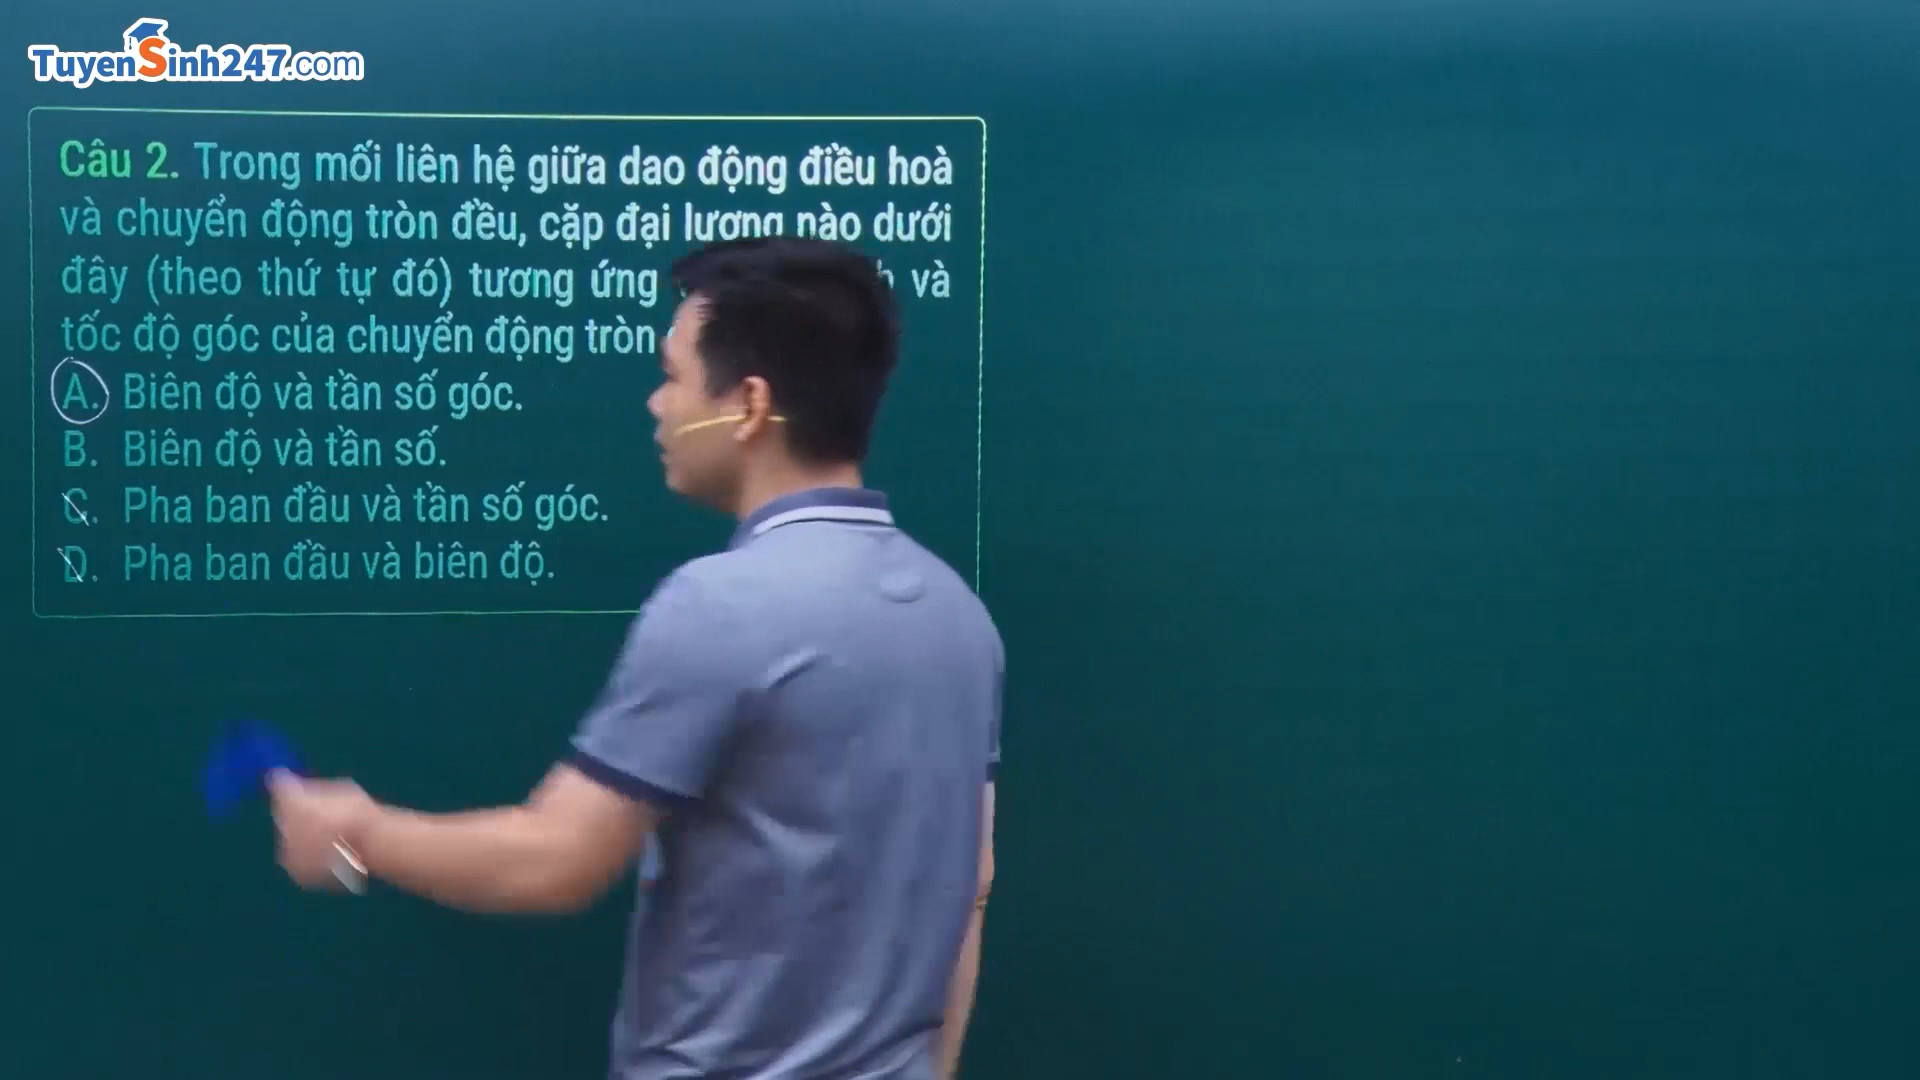 TuyenSinh247.com
Câu 2. Trong mối liên hệ giữa dao động điều hoà
và chuyển động tròn đều, cặp đại lượng nào dưới
đây (theo thứ tự đó) tương ứng và
tốc độ góc của chuyển động tròn
A. Biên độ và tần số góc.
B. Biên độ và tần số.
C. Pha ban đầu và tần số góc.
D. Pha ban đầu và biên độ.